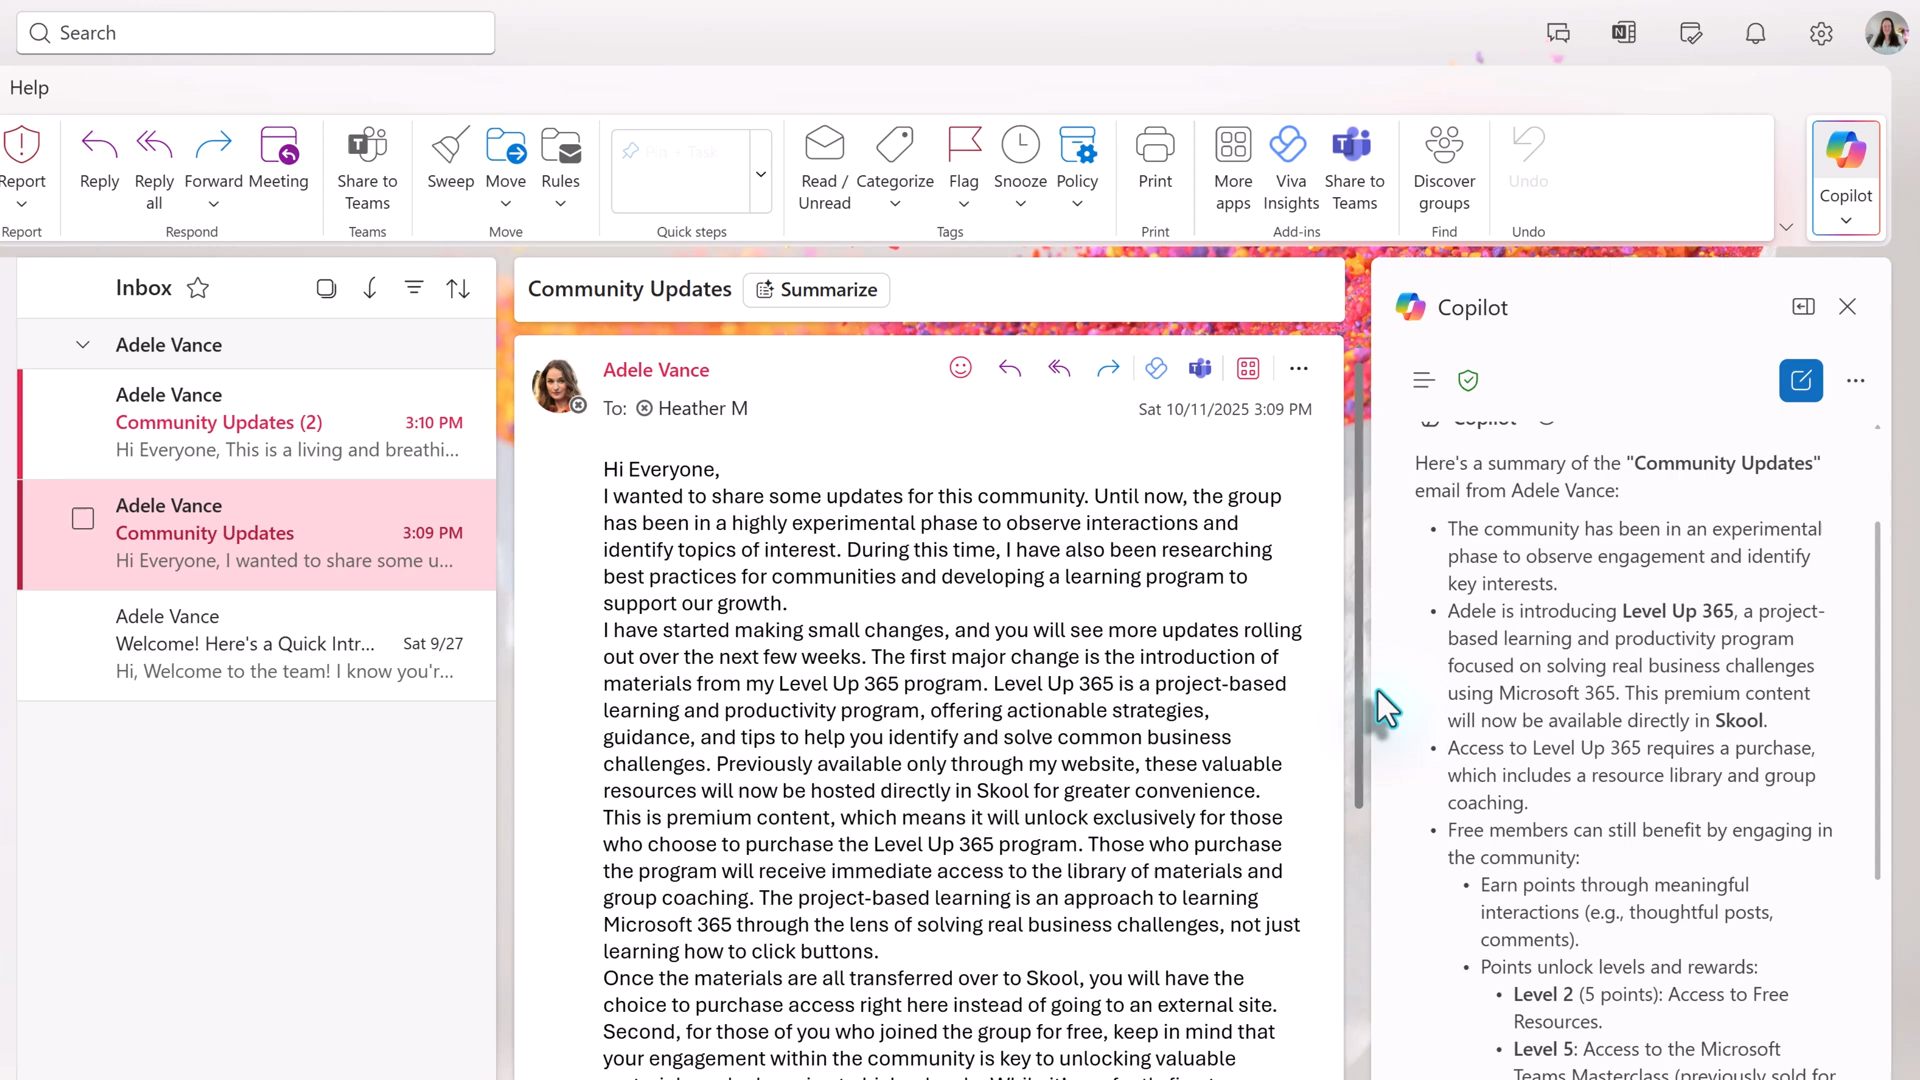 Search
Help
Report
Reply
Reply
all
Forward
Meeting
Share to
Teams
Sweep
Move
Rules
Pin – Task
Read /
Unread
Categorize
Flag
Snooze
Policy
Print
More
apps
Viva
Insights
Share to
Teams
Discover
groups
Undo
Copilot
Report
Respond
Teams
Move
Quick steps
Tags
Print
Add-ins
Find
Undo
Inbox
Adele Vance
Adele Vance
Community Updates (2) 3:10 PM
Hi Everyone, This is a living and breathi...
Adele Vance
Community Updates 3:09 PM
Hi Everyone, I wanted to share some u...
Adele Vance
Welcome! Here's a Quick Intr... Sat 9/27
Hi, Welcome to the team! I know you'r...
Community Updates Summarize
Adele Vance
To: Heather M
Sat 10/11/2025 3:09 PM
Hi Everyone,
I wanted to share some updates for this community. Until now, the group
has been in a highly experimental phase to observe interactions and
identify topics of interest. During this time, I have also been researching
best practices for communities and developing a learning program to
support our growth.
I have started making small changes, and you will see more updates rolling
out over the next few weeks. The first major change is the introduction of
materials from my Level Up 365 program. Level Up 365 is a project-based
learning and productivity program, offering actionable strategies,
guidance, and tips to help you identify and solve common business
challenges. Previously available only through my website, these valuable
resources will now be hosted directly in Skool for greater convenience.
This is premium content, which means it will unlock exclusively for those
who choose to purchase the Level Up 365 program. Those who purchase
the program will receive immediate access to the library of materials and
group coaching. The project-based learning is an approach to learning
Microsoft 365 through the lens of solving real business challenges, not just
learning how to click buttons.
Once the materials are all transferred over to Skool, you will have the
choice to purchase access right here instead of going to an external site.
Second, for those of you who joined the group for free, keep in mind that
your engagement within the community is key to unlocking valuable
Copilot
Copilot
Here's a summary of the "Community Updates"
email from Adele Vance:
• The community has been in an experimental
phase to observe engagement and identify
key interests.
• Adele is introducing Level Up 365, a project-
based learning and productivity program
focused on solving real business challenges
using Microsoft 365. This premium content
will now be available directly in Skool.
• Access to Level Up 365 requires a purchase,
which includes a resource library and group
coaching.
• Free members can still benefit by engaging in
the community:
• Earn points through meaningful
interactions (e.g., thoughtful posts,
comments).
• Points unlock levels and rewards:
• Level 2 (5 points): Access to Free
Resources.
• Level 5: Access to the Microsoft
Teams Masterclass (previously sold for